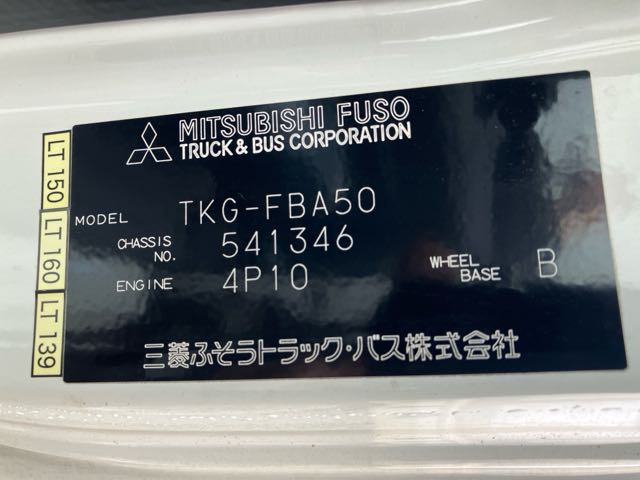 MITSUBISHI FUSO
TRUCK & BUS CORPORATION
MODEL TKG-FBA50
CHASSIS NO. 541346
ENGINE 4P10
WHEEL BASE B
三菱ふそうトラック・バス株式会社
LT 150
LT 160
LT 139